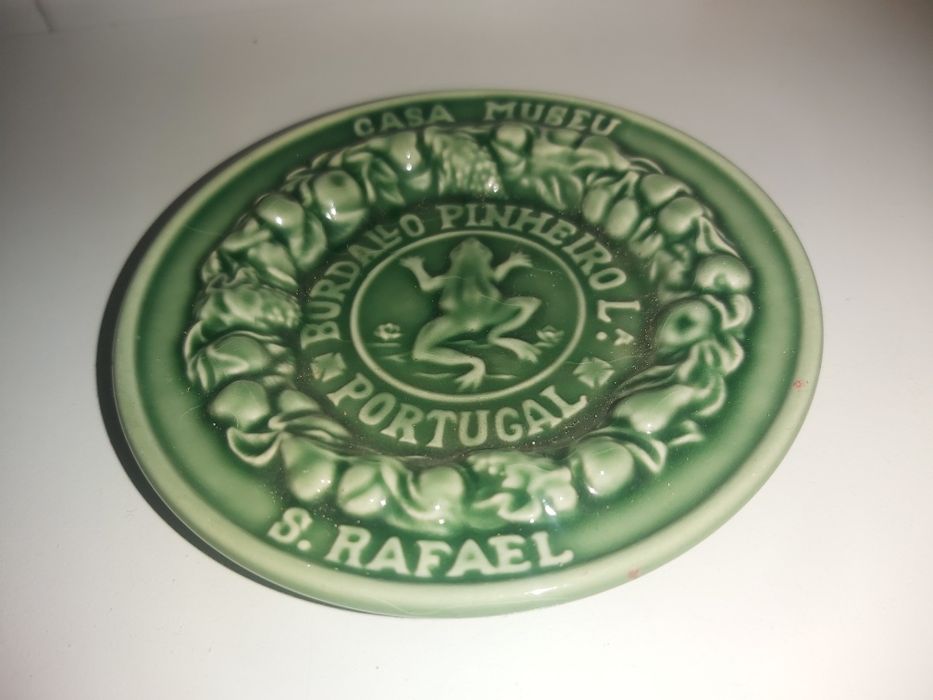 CASA MUSEU
BURDALLO PINHEIRO L.DA
PORTUGAL
S. RAFAEL